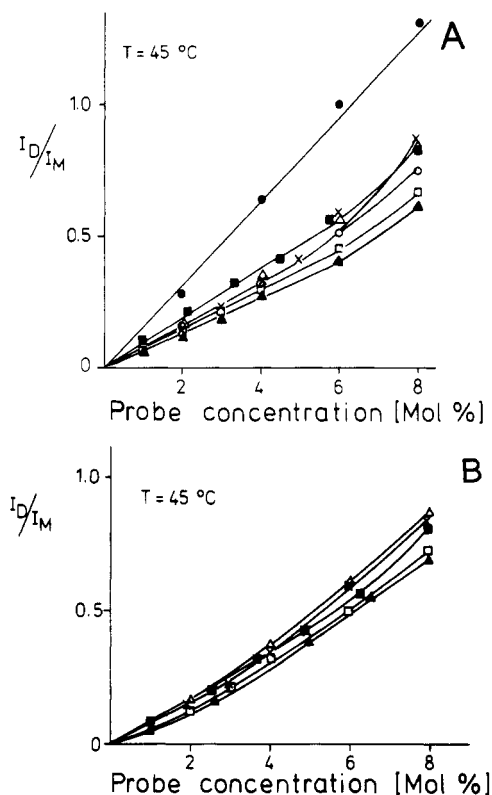 A
T = 45 °C
1.0
I_D/I_M
0.5
0
2 4 6 8
Probe concentration [Mol %]
B
1.0
I_D/I_M
T = 45 °C
0.5
0
2 4 6 8
Probe concentration [Mol %]